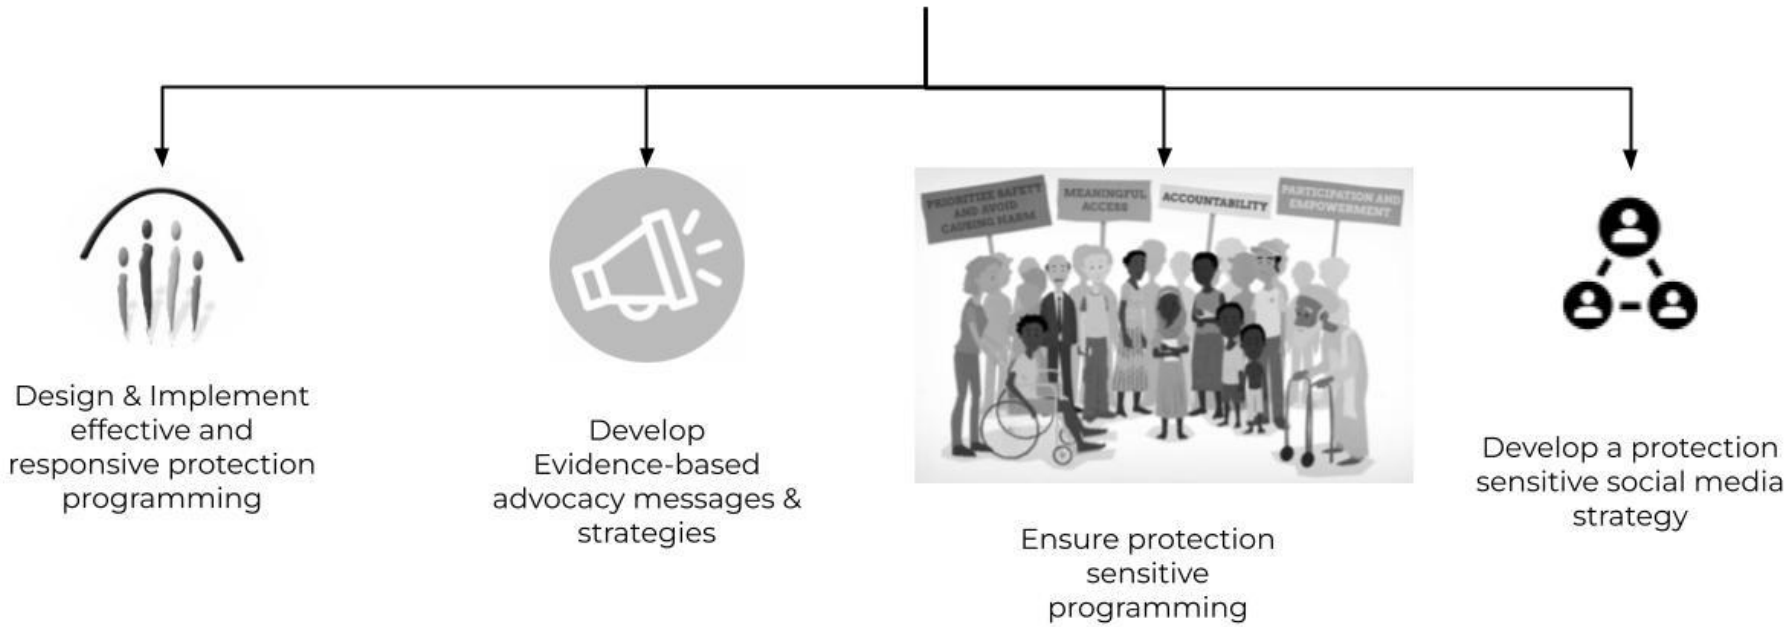 PRIORITIZE SAFETY
AND AVOID
CAUSING HARM
MEANINGFUL
ACCESS
ACCOUNTABILITY
PARTICIPATION AND
EMPOWERMENT
Design & Implement
effective and
responsive protection
programming
Develop
Evidence-based
advocacy messages &
strategies
Ensure protection
sensitive
programming
Develop a protection
sensitive social media
strategy